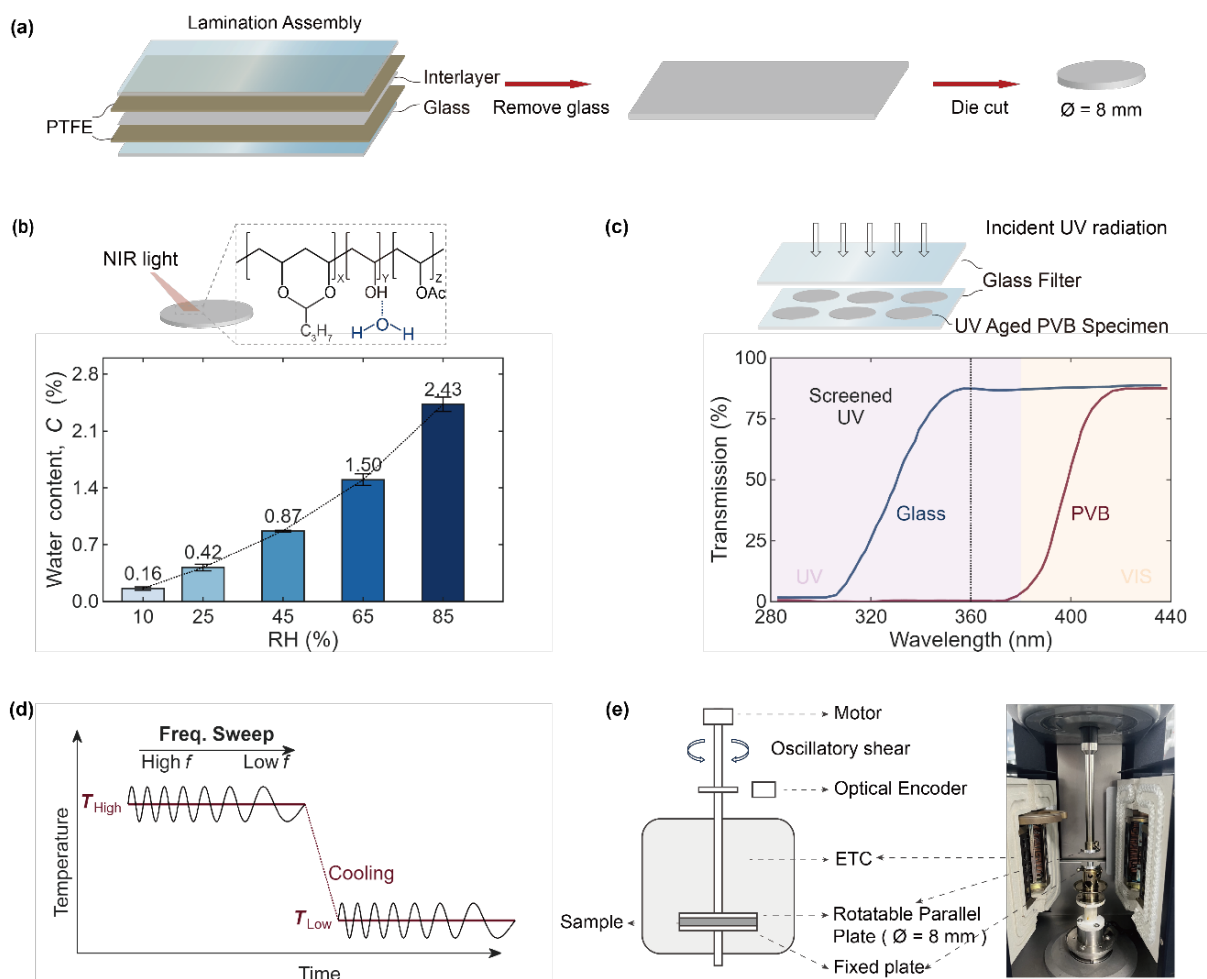 (a)
Lamination Assembly
Interlayer
Glass
PTFE
Remove glass
Die cut
Ø = 8 mm
(b)
NIR light
X
Y
Z
O
O
OH
OAc
C3H7
H
O
H
Water content, C (%)
2.8
2.1
1.4
0.7
0.0
0.16
0.42
0.87
1.50
2.43
10
25
45
65
85
RH (%)
(c)
Incident UV radiation
Glass Filter
UV Aged PVB Specimen
Transmission (%)
100
75
50
25
0
Screened
UV
Glass
PVB
UV
VIS
280
320
360
400
440
Wavelength (nm)
(d)
Freq. Sweep
High f
Low f
THigh
Cooling
TLow
Temperature
Time
(e)
Motor
Oscillatory shear
Optical Encoder
ETC
Sample
Rotatable Parallel
Plate ( Ø = 8 mm )
Fixed plate